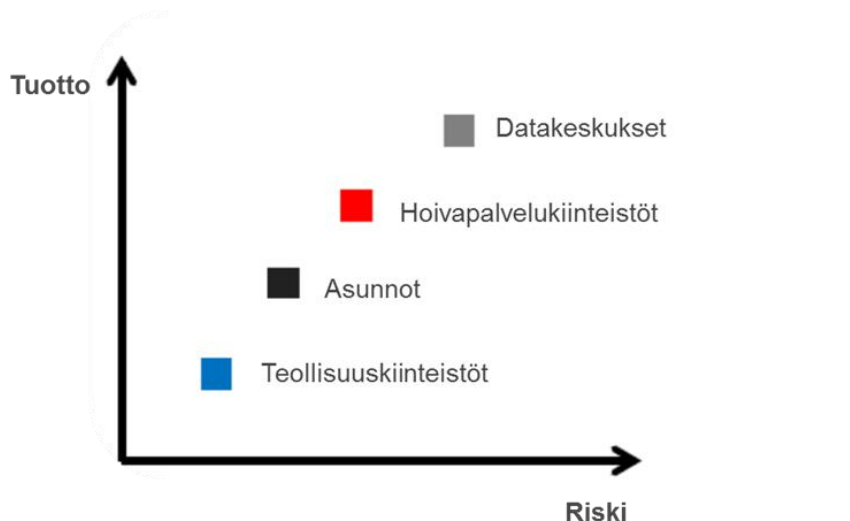 Tuotto
Datakeskukset
Hoivapalvelukiinteistöt
Asunnot
Teollisuuskiinteistöt
Riski